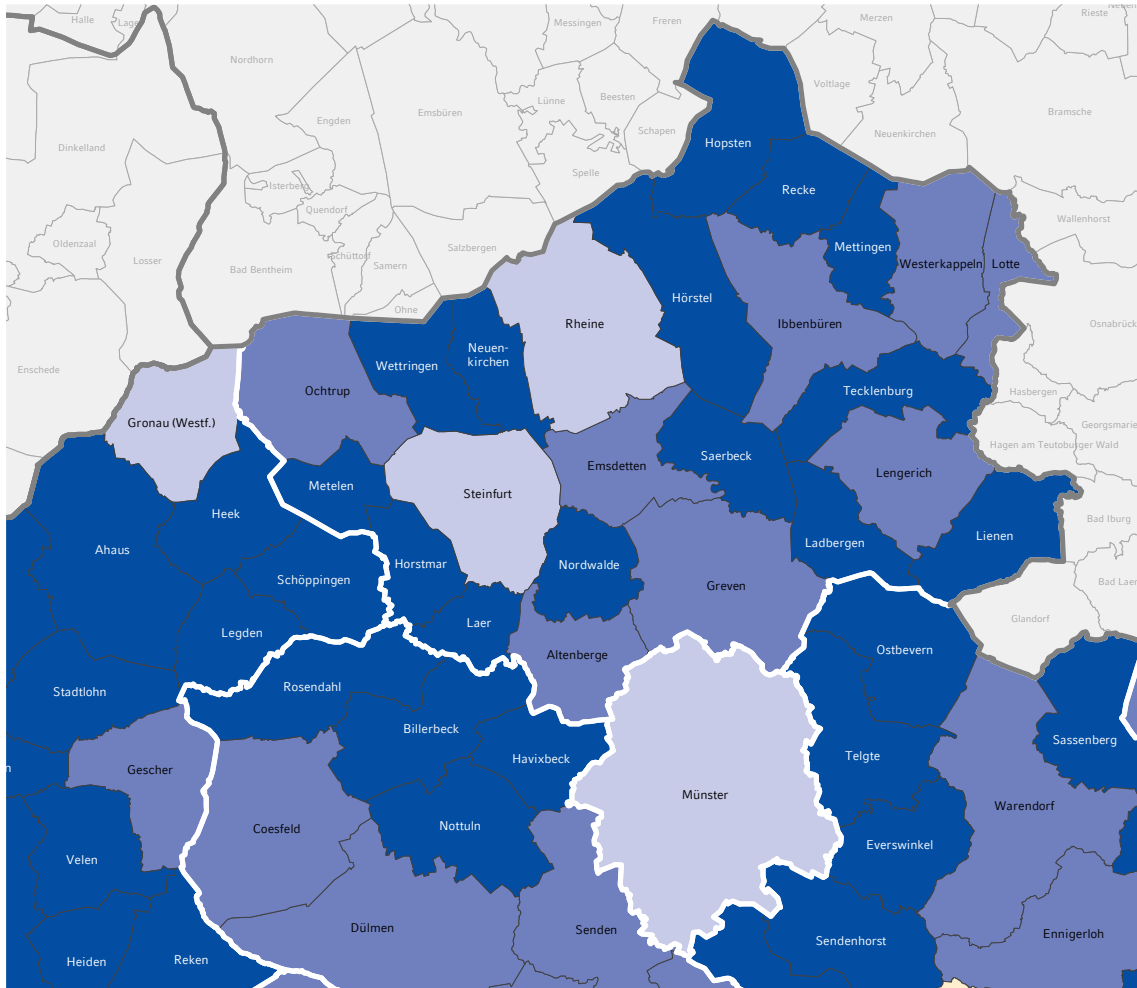 Halle
Lage
Messingen
Freren
Merzen
Rieste
Neuen
Nordhorn
Voltlage
Lünne
Beesten
Engden
Emsbüren
Bramsche
Schapen
Neuenkirchen
Dinkelland
Hopsten
Spelle
Isterberg
Recke
Quendorf
Wallenhorst
Oldenzaal
Salzbergen
Mettingen
Losser
Schüttorf
Samern
Westerkappeln
Lotte
Bad Bentheim
Hörstel
Ohne
Rheine
Ibbenbüren
Osnabrück
Neuen-
kirchen
Wettringen
Enschede
Ochtrup
Tecklenburg
Hasbergen
Gronau (Westf.)
Georgsmarie
Hagen am Teutoburger Wald
Saerbeck
Emsdetten
Lengerich
Metelen
Steinfurt
Heek
Bad Iburg
Lienen
Ladbergen
Ahaus
Horstmar
Nordwalde
Schöppingen
Bad Laer
Greven
Glandorf
Laer
Legden
Altenberge
Ostbevern
Rosendahl
Stadtlohn
Billerbeck
Sassenberg
Havixbeck
Telgte
n
Gescher
Münster
Warendorf
Nottuln
Coesfeld
Everswinkel
Velen
Dülmen
Senden
Ennigerloh
Sendenhorst
Heiden
Reken